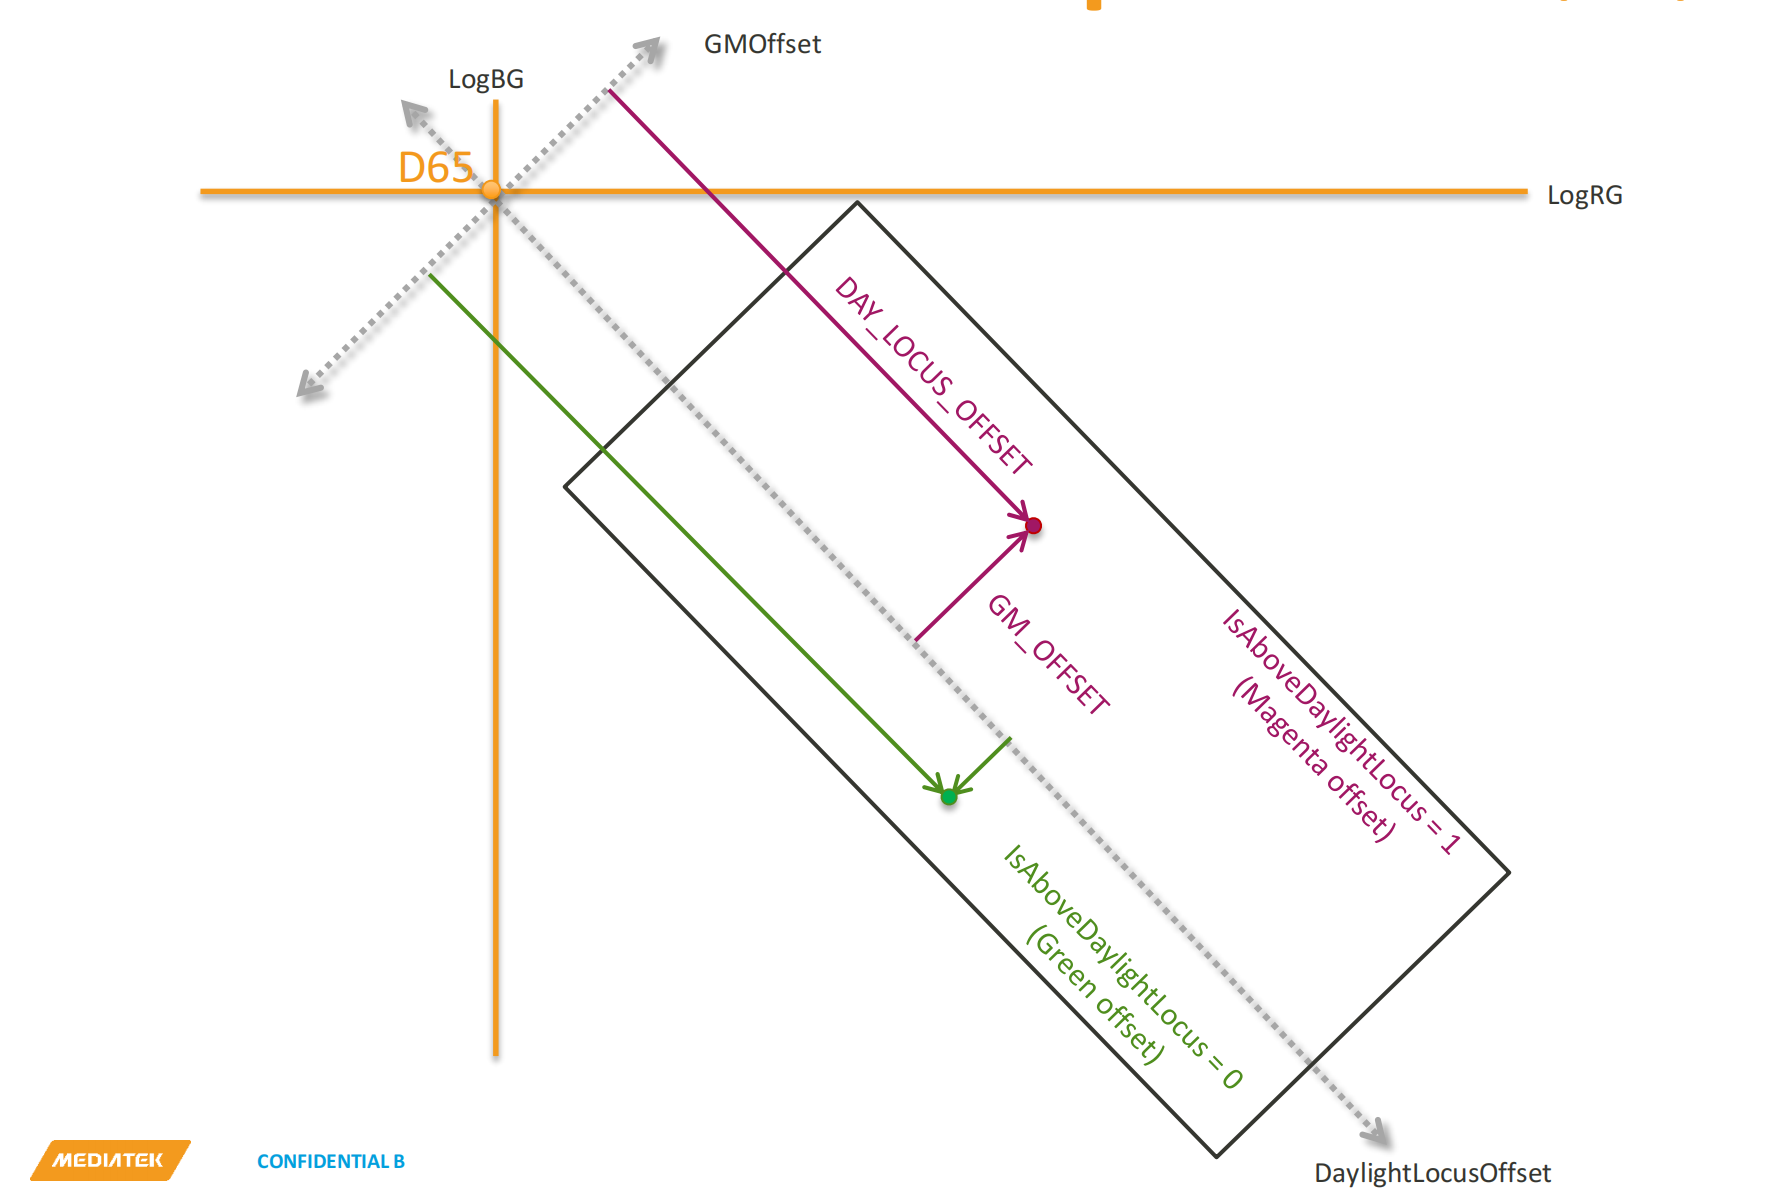 GMOffset
LogBG
D65
LogRG
DAY_LOCUS_OFFSET
GM_OFFSET
IsAboveDaylightLocus = 1
(Magenta offset)
IsAboveDaylightLocus = 0
(Green offset)
MEDIATEK
CONFIDENTIAL B
DaylightLocusOffset